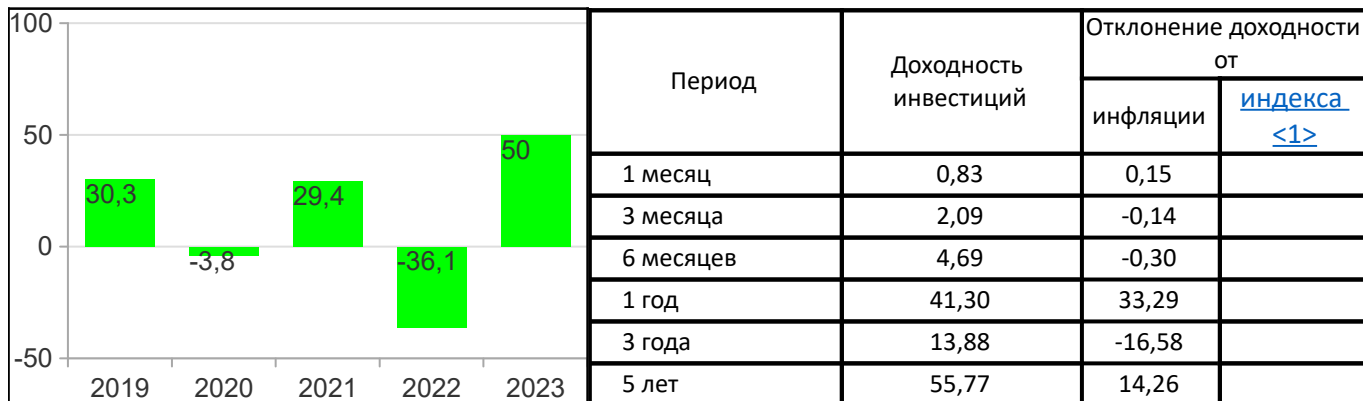 100
50
0
-50
30,3
-3,8
29,4
-36,1
50
2019 2020 2021 2022 2023
Период
Доходность
инвестиций
Отклонение доходности
от
инфляции
индекса
<1>
1 месяц 0,83 0,15
3 месяца 2,09 -0,14
6 месяцев 4,69 -0,30
1 год 41,30 33,29
3 года 13,88 -16,58
5 лет 55,77 14,26